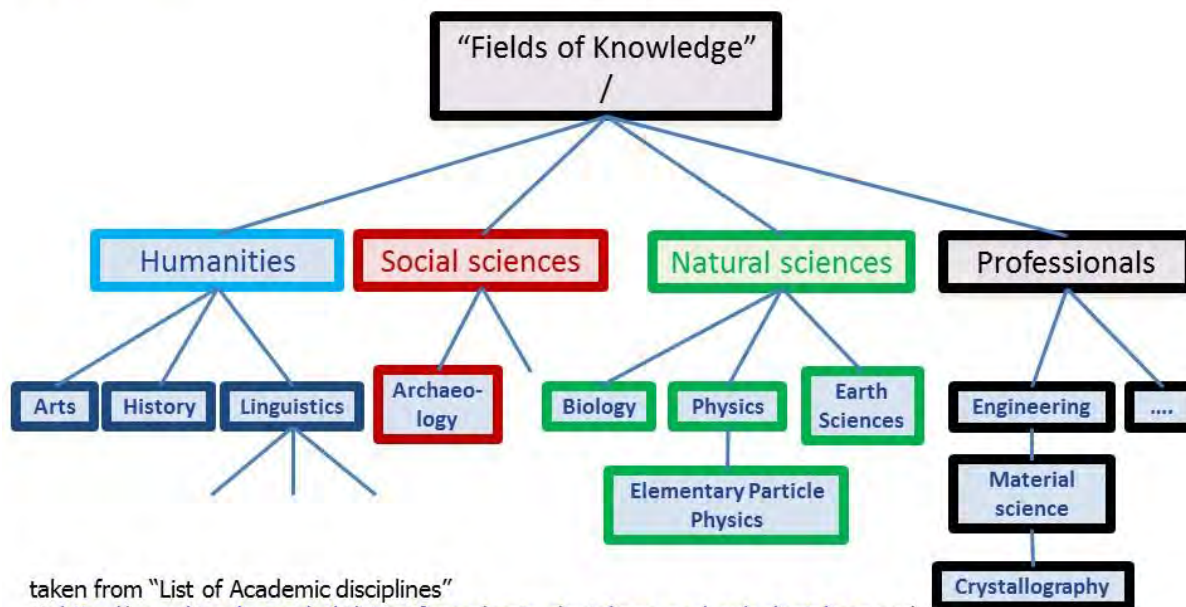 “Fields of Knowledge”
/
Humanities
Social sciences
Natural sciences
Professionals
Arts
History
Linguistics
Archaeo-
logy
Biology
Physics
Earth
Sciences
Engineering
....
Elementary Particle
Physics
Material
science
Crystallography
taken from “List of Academic disciplines”